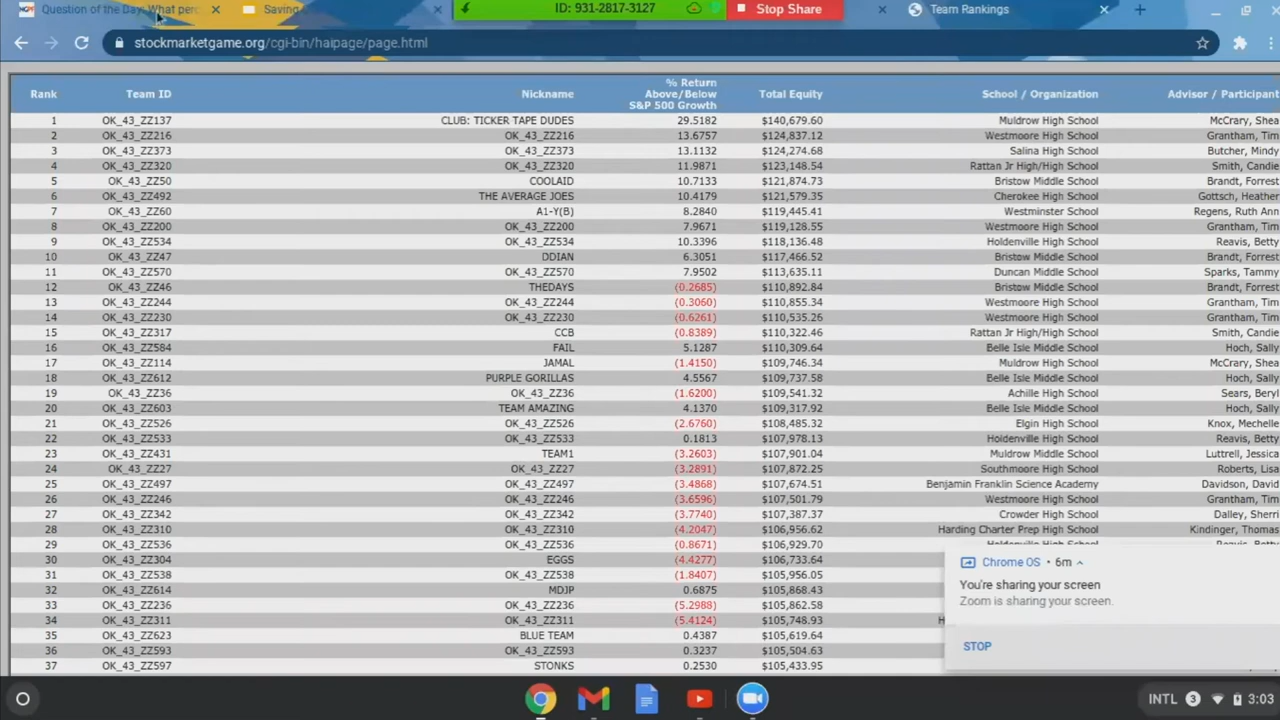 Question of the Day: What perc
Saving
ID: 931-2817-3127
Stop Share
Team Rankings
stockmarketgame.org/cgi-bin/haipage/page.html
Rank Team ID Nickname % Return Above/Below S&P 500 Growth Total Equity School / Organization Advisor / Participant
1 OK_43_ZZ137 CLUB: TICKER TAPE DUDES 29.5182 $140,679.60 Muldrow High School McCrary, Shea
2 OK_43_ZZ216 OK_43_ZZ216 13.6757 $124,837.12 Westmoore High School Grantham, Tim
3 OK_43_ZZ373 OK_43_ZZ373 13.1132 $124,274.68 Salina High School Butcher, Mindy
4 OK_43_ZZ320 OK_43_ZZ320 11.9871 $123,148.54 Rattan Jr High/High School Smith, Candie
5 OK_43_ZZ50 COOLAID 10.7133 $121,874.73 Bristow Middle School Brandt, Forrest
6 OK_43_ZZ492 THE AVERAGE JOES 10.4179 $121,579.35 Cherokee High School Gottsch, Heather
7 OK_43_ZZ60 A1-Y(B) 8.2840 $119,445.41 Westminster School Regens, Ruth Ann
8 OK_43_ZZ200 OK_43_ZZ200 7.9671 $119,128.55 Westmoore High School Grantham, Tim
9 OK_43_ZZ534 OK_43_ZZ534 10.3396 $118,136.48 Holdenville High School Reavis, Betty
10 OK_43_ZZ47 DDIAN 6.3051 $117,466.52 Bristow Middle School Brandt, Forrest
11 OK_43_ZZ570 OK_43_ZZ570 7.9502 $113,635.11 Duncan Middle School Sparks, Tammy
12 OK_43_ZZ46 THEDAYS (0.2685) $110,892.84 Bristow Middle School Brandt, Forrest
13 OK_43_ZZ244 OK_43_ZZ244 (0.3060) $110,855.34 Westmoore High School Grantham, Tim
14 OK_43_ZZ230 OK_43_ZZ230 (0.6261) $110,535.26 Westmoore High School Grantham, Tim
15 OK_43_ZZ317 CCB (0.8389) $110,322.46 Rattan Jr High/High School Smith, Candie
16 OK_43_ZZ584 FAIL 5.1287 $110,309.64 Belle Isle Middle School Hoch, Sally
17 OK_43_ZZ114 JAMAL (1.4150) $109,746.34 Muldrow High School McCrary, Shea
18 OK_43_ZZ612 PURPLE GORILLAS 4.5567 $109,737.58 Belle Isle Middle School Hoch, Sally
19 OK_43_ZZ36 OK_43_ZZ36 (1.6200) $109,541.32 Achille High School Sears, Beryl
20 OK_43_ZZ603 TEAM AMAZING 4.1370 $109,317.92 Belle Isle Middle School Hoch, Sally
21 OK_43_ZZ526 OK_43_ZZ526 (2.6760) $108,485.32 Elgin High School Knox, Mechelle
22 OK_43_ZZ533 OK_43_ZZ533 0.1813 $107,978.13 Holdenville High School Reavis, Betty
23 OK_43_ZZ431 TEAM1 (3.2603) $107,901.04 Muldrow Middle School Luttrell, Jessica
24 OK_43_ZZ27 OK_43_ZZ27 (3.2891) $107,872.25 Southmoore High School Roberts, Lisa
25 OK_43_ZZ497 OK_43_ZZ497 (3.4868) $107,674.51 Benjamin Franklin Science Academy Davidson, David
26 OK_43_ZZ246 OK_43_ZZ246 (3.6596) $107,501.79 Westmoore High School Grantham, Tim
27 OK_43_ZZ342 OK_43_ZZ342 (3.7740) $107,387.37 Crowder High School Dalley, Sherri
28 OK_43_ZZ310 OK_43_ZZ310 (4.2047) $106,956.62 Harding Charter Prep High School Kindinger, Thomas
29 OK_43_ZZ536 OK_43_ZZ536 (0.8671) $106,929.70 Holdenville High School Reavis, Betty
30 OK_43_ZZ304 EGGS (4.4277) $106,733.64
31 OK_43_ZZ538 OK_43_ZZ538 (1.8407) $105,956.05
32 OK_43_ZZ614 MDJP 0.6875 $105,868.43
33 OK_43_ZZ236 OK_43_ZZ236 (5.2988) $105,862.58
34 OK_43_ZZ311 OK_43_ZZ311 (5.4124) $105,748.93 H
35 OK_43_ZZ623 BLUE TEAM 0.4387 $105,619.64
36 OK_43_ZZ593 OK_43_ZZ593 0.3237 $105,504.63
37 OK_43_ZZ597 STONKS 0.2530 $105,433.95
Chrome OS • 6m
You're sharing your screen
Zoom is sharing your screen.
STOP
INTL 3 3:03